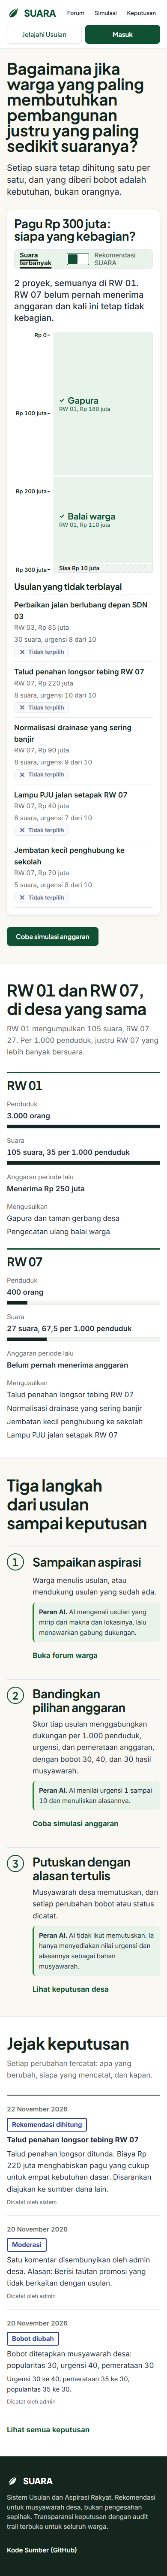 SUARA
Forum
Simulasi
Keputusan
Jelajahi Usulan
Masuk
Bagaimana jika
warga yang paling
membutuhkan
pembangunan
justru yang paling
sedikit suaranya?
Setiap suara tetap dihitung satu per
satu, dan yang diberi bobot adalah
kebutuhan, bukan orangnya.
Pagu Rp 300 juta:
siapa yang kebagian?
Suara
terbanyak
Rekomendasi
SUARA
2 proyek, semuanya di RW 01.
RW 07 belum pernah menerima
anggaran dan kali ini tetap tidak
kebagian.
Rp 0
✓ Gapura
RW 01, Rp 180 juta
Rp 100 juta
Rp 200 juta
✓ Balai warga
RW 01, Rp 110 juta
Rp 300 juta
Sisa Rp 10 juta
Usulan yang tidak terbiayai
Perbaikan jalan berlubang depan SDN
03
RW 03, Rp 85 juta
30 suara, urgensi 8 dari 10
✕ Tidak terpilih
Talud penahan longsor tebing RW 07
RW 07, Rp 220 juta
8 suara, urgensi 10 dari 10
✕ Tidak terpilih
Normalisasi drainase yang sering
banjir
RW 07, Rp 90 juta
8 suara, urgensi 9 dari 10
✕ Tidak terpilih
Lampu PJU jalan setapak RW 07
RW 07, Rp 40 juta
6 suara, urgensi 7 dari 10
✕ Tidak terpilih
Jembatan kecil penghubung ke
sekolah
RW 07, Rp 70 juta
5 suara, urgensi 8 dari 10
✕ Tidak terpilih
Coba simulasi anggaran
RW 01 dan RW 07,
di desa yang sama
RW 01 mengumpulkan 105 suara, RW 07
27. Per 1.000 penduduk, justru RW 07 yang
lebih banyak bersuara.
RW 01
Penduduk
3.000 orang
Suara
105 suara, 35 per 1.000 penduduk
Anggaran periode lalu
Menerima Rp 250 juta
Mengusulkan
Gapura dan taman gerbang desa
Pengecatan ulang balai warga
RW 07
Penduduk
400 orang
Suara
27 suara, 67,5 per 1.000 penduduk
Anggaran periode lalu
Belum pernah menerima anggaran
Mengusulkan
Talud penahan longsor tebing RW 07
Normalisasi drainase yang sering banjir
Jembatan kecil penghubung ke sekolah
Lampu PJU jalan setapak RW 07
Tiga langkah
dari usulan
sampai keputusan
1
Sampaikan aspirasi
Warga menulis usulan, atau
mendukung usulan yang sudah ada.
Peran AI. AI mengenali usulan yang
mirip dari makna dan lokasinya, lalu
menawarkan gabung dukungan.
Buka forum warga
2
Bandingkan
pilihan anggaran
Skor tiap usulan menggabungkan
dukungan per 1.000 penduduk,
urgensi, dan pemerataan anggaran,
dengan bobot 30, 40, dan 30 hasil
musyawarah.
Peran AI. AI menilai urgensi 1 sampai
10 dan menuliskan alasannya.
Coba simulasi anggaran
3
Putuskan dengan
alasan tertulis
Musyawarah desa memutuskan, dan
setiap perubahan bobot atau status
dicatat.
Peran AI. AI tidak ikut memutuskan. Ia
hanya menyediakan nilai urgensi dan
alasannya sebagai bahan
musyawarah.
Lihat keputusan desa
Jejak keputusan
Setiap perubahan tercatat: apa yang
berubah, siapa yang mencatat, dan kapan.
22 November 2026
Rekomendasi dihitung
Talud penahan longsor tebing RW 07
Talud penahan longsor ditunda. Biaya Rp
220 juta menghabiskan pagu yang cukup
untuk empat kebutuhan dasar. Disarankan
diajukan ke sumber dana lain.
Dicatat oleh sistem
20 November 2026
Moderasi
Satu komentar disembunyikan oleh admin
desa. Alasan: Berisi tautan promosi yang
tidak berkaitan dengan usulan.
Dicatat oleh admin
20 November 2026
Bobot diubah
Bobot ditetapkan musyawarah desa:
popularitas 30, urgensi 40, pemerataan 30
Urgensi 30 ke 40, pemerataan 35 ke 30,
popularitas 35 ke 30.
Dicatat oleh admin
Lihat semua keputusan
SUARA
Sistem Usulan dan Aspirasi Rakyat. Rekomendasi
untuk musyawarah desa, bukan pengesahan
sepihak. Transparansi keputusan dengan audit
trail terbuka untuk seluruh warga.
Kode Sumber (GitHub)